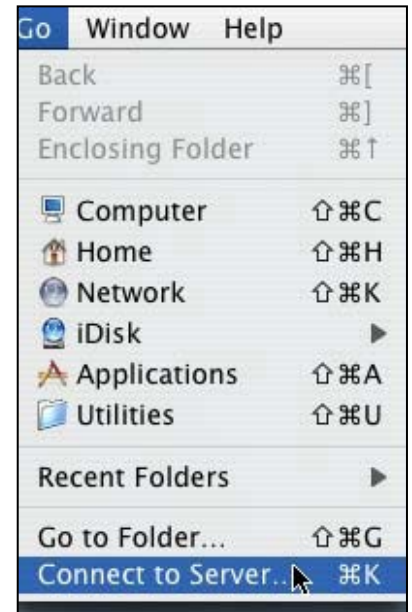 Go Window Help
Back ⌘[
Forward ⌘]
Enclosing Folder ⌘↑
Computer ⇧⌘C
Home ⇧⌘H
Network ⇧⌘K
iDisk ▶
Applications ⇧⌘A
Utilities ⇧⌘U
Recent Folders ▶
Go to Folder... ⇧⌘G
Connect to Server... ⌘K